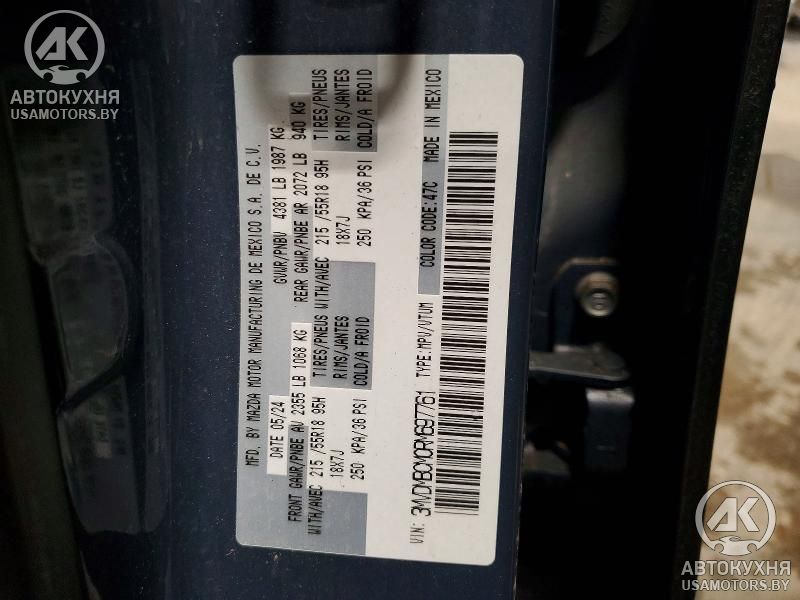 MFD. BY MAZDA MOTOR MANUFACTURING DE MEXICO S.A. DE C.V.
DATE 05/24 GVWR/PNBV 4381 LB 1987 KG
FRONT GAWR/PNBE AV 2355 LB 1068 KG REAR GAWR/PNBE AR 2072 LB 940 KG
WITH/AVEC 215 /55R18 95H TIRES/PNEUS WITH/AVEC 215 /55R18 95H TIRES/PNEUS
18X7J RIMS/JANTES 18X7J RIMS/JANTES
250 KPA/36 PSI COLD/A FROID 250 KPA/36 PSI COLD/A FROID
VIN: 3MVDMBCM0RM697761 TYPE:MPV/VTUM COLOR CODE:47C MADE IN MEXICO
AK
АВТОКУХНЯ
USAMOTORS.BY
AK
АВТОКУХНЯ
USAMOTORS.BY